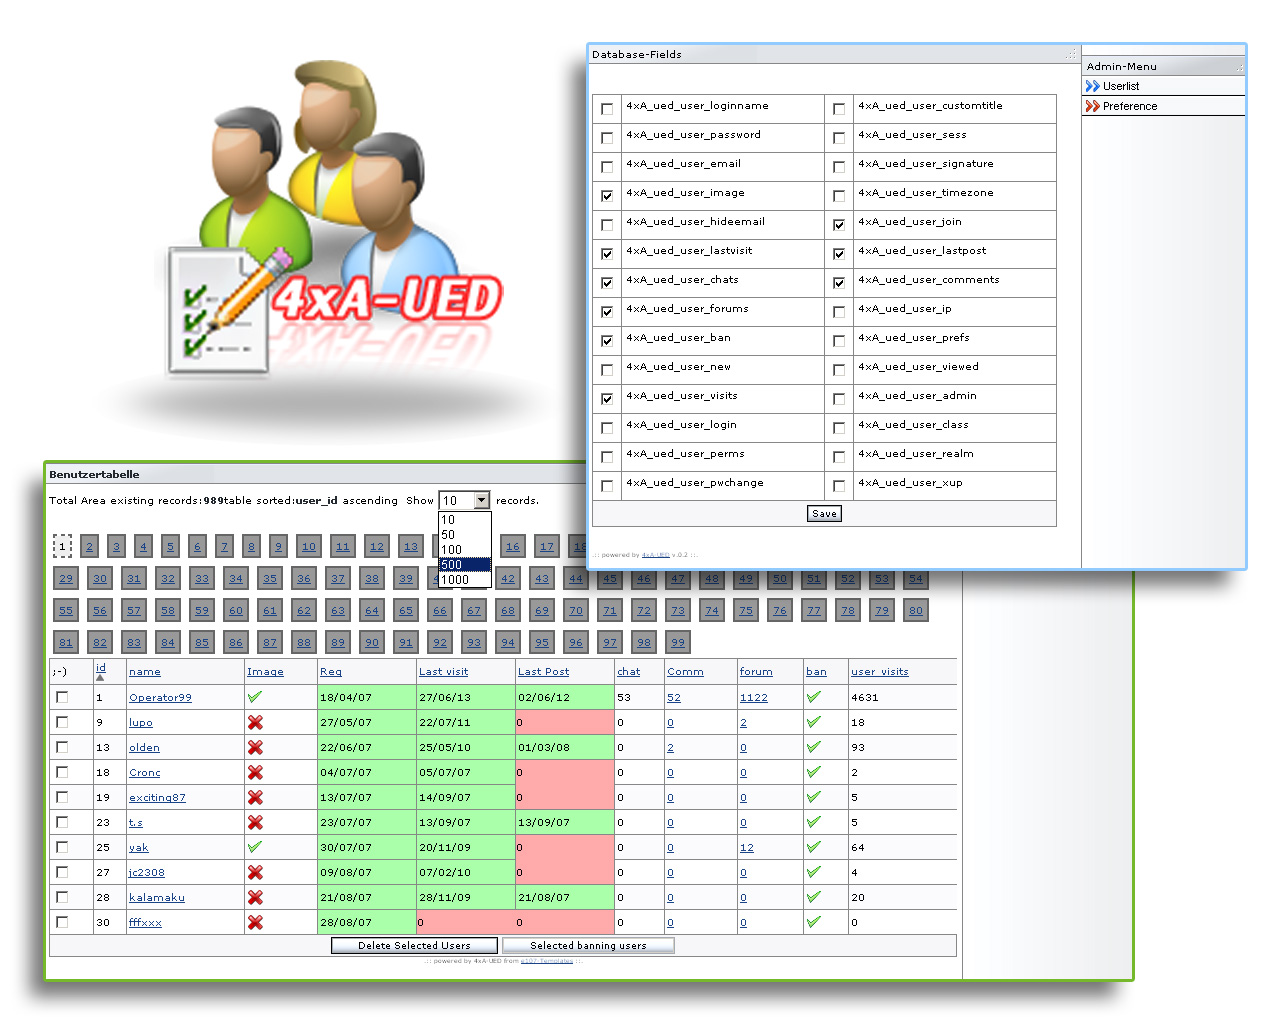 4xA-UED
Database-Fields
4xA_ued_user_loginname 4xA_ued_user_customtitle
4xA_ued_user_password 4xA_ued_user_sess
4xA_ued_user_email 4xA_ued_user_signature
4xA_ued_user_image 4xA_ued_user_timezone
4xA_ued_user_hideemail 4xA_ued_user_join
4xA_ued_user_lastvisit 4xA_ued_user_lastpost
4xA_ued_user_chats 4xA_ued_user_comments
4xA_ued_user_forums 4xA_ued_user_ip
4xA_ued_user_ban 4xA_ued_user_prefs
4xA_ued_user_new 4xA_ued_user_viewed
4xA_ued_user_visits 4xA_ued_user_admin
4xA_ued_user_login 4xA_ued_user_class
4xA_ued_user_perms 4xA_ued_user_realm
4xA_ued_user_pwchange 4xA_ued_user_xup
Save
.:: powered by 4xA-UED v.0.2 ::.
Admin-Menu
Userlist
Preference
Benutzertabelle
Total Area existing records:989table sorted:user_id ascending Show 10 records.
10
50
100
500
1000
1 2 3 4 5 6 7 8 9 10 11 12 13 16 17 18
29 30 31 32 33 34 35 36 37 38 39 42 43 44 45 46 47 48 49 50 51 52 53 54
55 56 57 58 59 60 61 62 63 64 65 66 67 68 69 70 71 72 73 74 75 76 77 78 79 80
81 82 83 84 85 86 87 88 89 90 91 92 93 94 95 96 97 98 99
;-) id name Image Reg Last visit Last Post chat Comm forum ban user_visits
1 Operator99 18/04/07 27/06/13 02/06/12 53 52 1122 4631
9 lupo 27/05/07 22/07/11 0 0 0 2 18
13 olden 22/06/07 25/05/10 01/03/08 0 2 0 93
18 Cronc 04/07/07 05/07/07 0 0 0 0 2
19 exciting87 13/07/07 14/09/07 0 0 0 0 5
23 t.s 23/07/07 13/09/07 13/09/07 0 0 0 5
25 yak 30/07/07 20/11/09 0 0 0 12 64
27 jc2308 09/08/07 07/02/10 0 0 0 0 4
28 kalamaku 21/08/07 28/11/09 21/08/07 0 0 0 20
30 fffxxx 28/08/07 0 0 0 0 0 0
Delete Selected Users Selected banning users
.:: powered by 4xA-UED from e107-Templates ::.